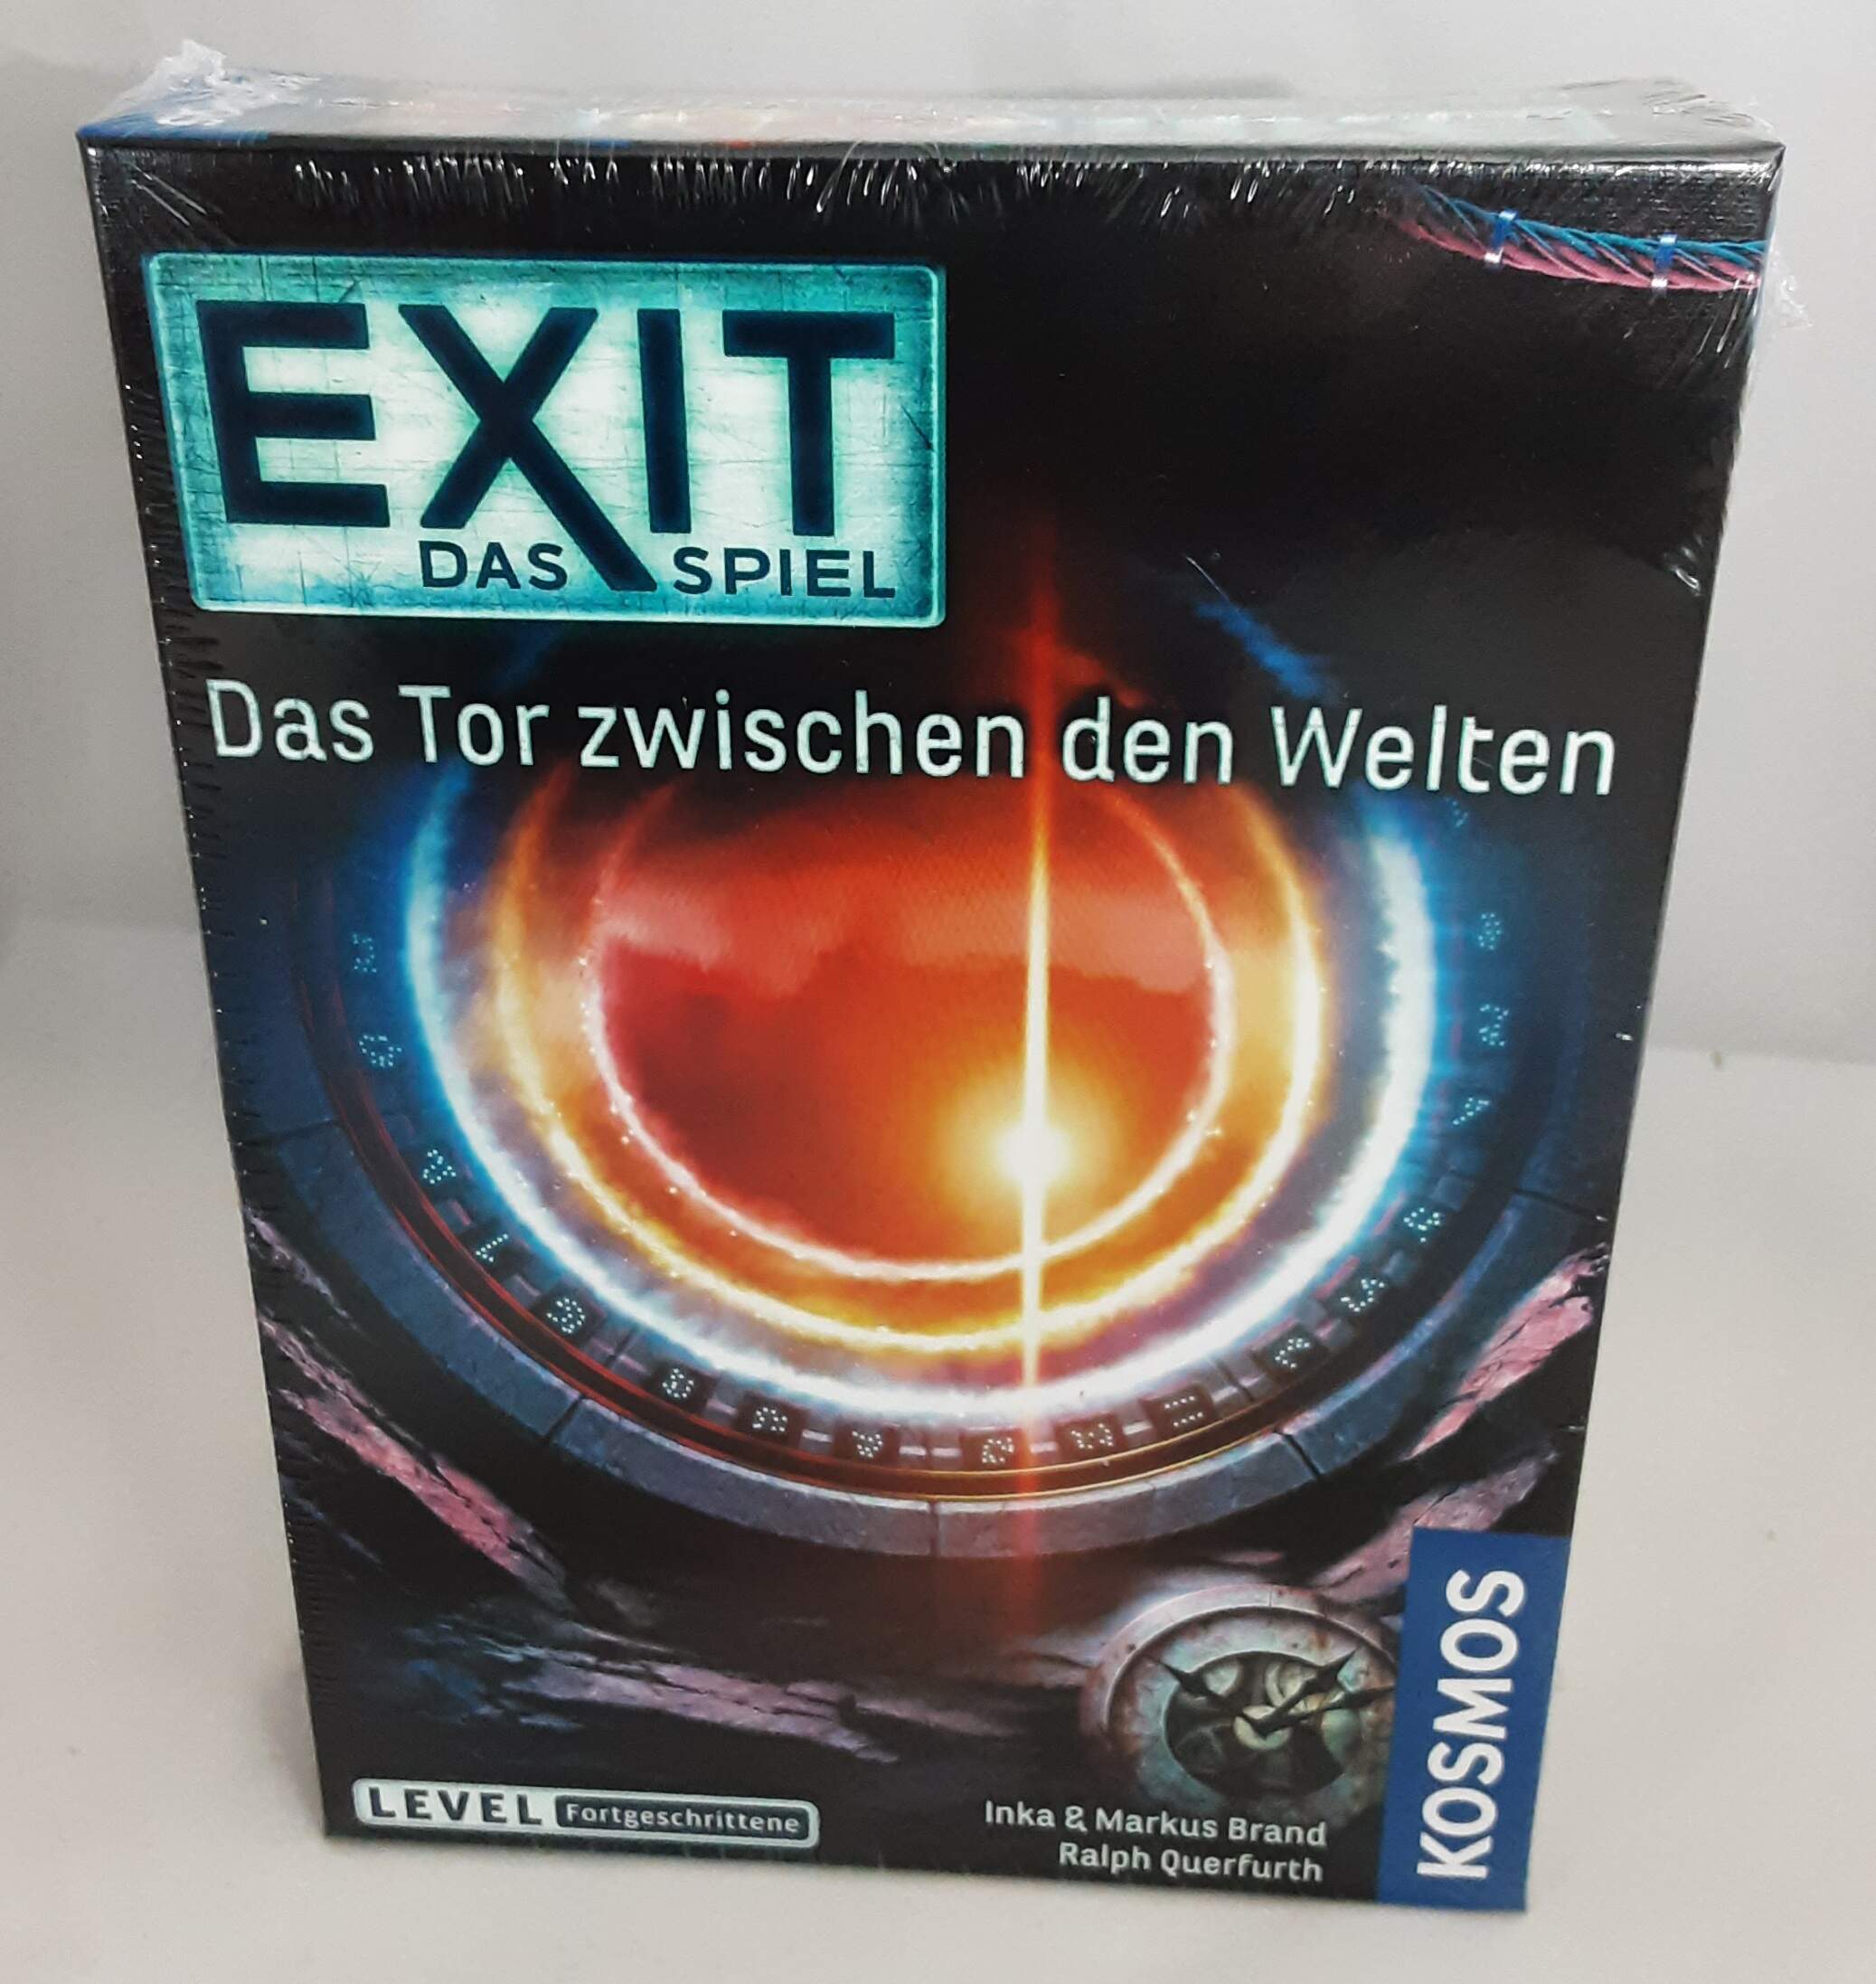 EXIT
DAS SPIEL
Das Tor zwischen den Welten
LEVEL Fortgeschrittene
Inka & Markus Brand
Ralph Querfurth
KOSMOS